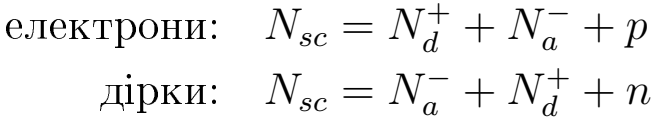 електрони: $N_{sc} = N_d^+ + N_a^- + p$
дірки: $N_{sc} = N_a^- + N_d^+ + n$